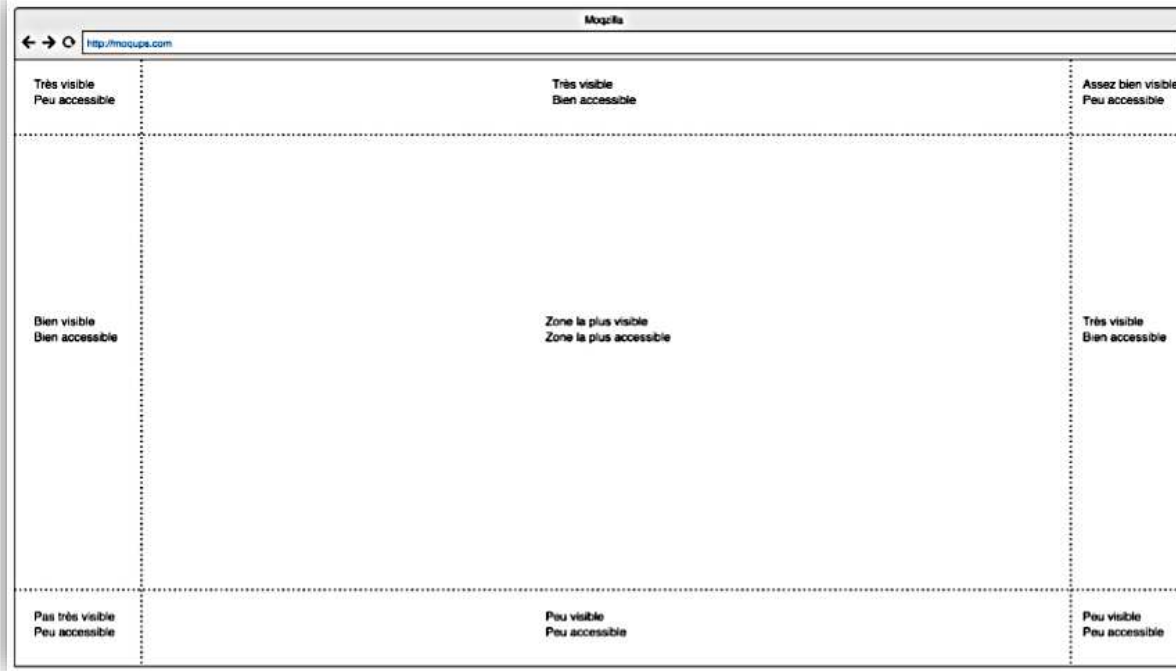 Moqzilla
http://moqups.com
Très visible
Peu accessible
Très visible
Bien accessible
Assez bien visible
Peu accessible
Bien visible
Bien accessible
Zone la plus visible
Zone la plus accessible
Très visible
Bien accessible
Pas très visible
Peu accessible
Peu visible
Peu accessible
Peu visible
Peu accessible